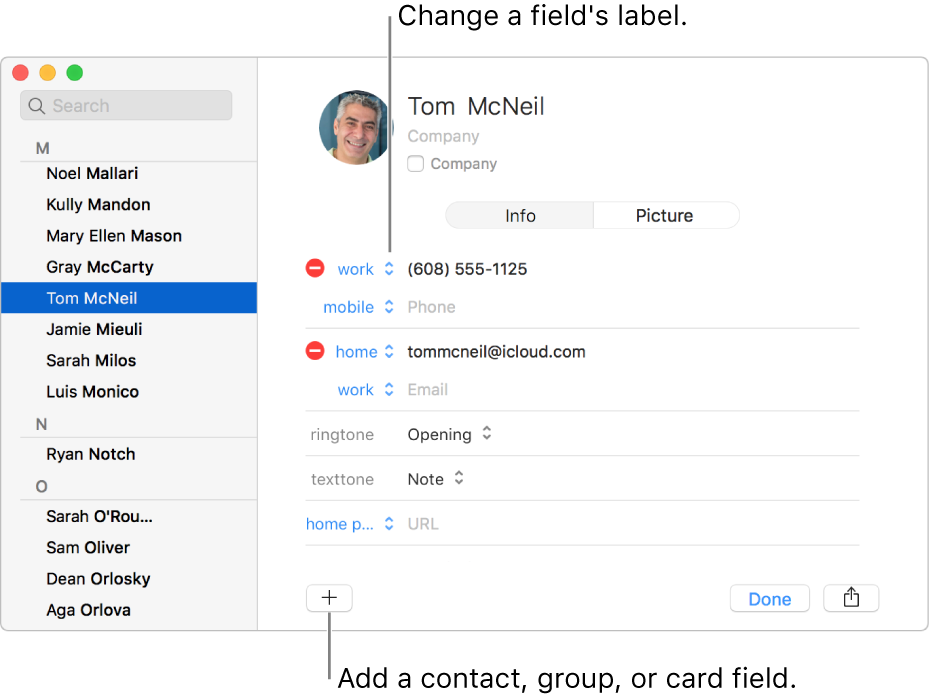 Change a field's label.
Search
M
Noel Mallari
Kully Mandon
Mary Ellen Mason
Gray McCarty
Tom McNeil
Jamie Mieuli
Sarah Milos
Luis Monico
N
Ryan Notch
O
Sarah O'Rou...
Sam Oliver
Dean Orlosky
Aga Orlova
Tom McNeil
Company
Company
Info Picture
work (608) 555-1125
mobile Phone
home tommcneil@icloud.com
work Email
ringtone Opening
texttone Note
home p... URL
+ Done
Add a contact, group, or card field.